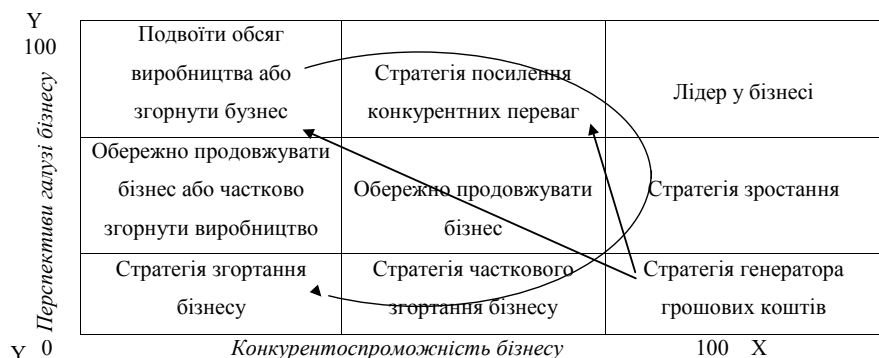 Y
100
Перспективи галузі бізнесу
Подвоїти обсяг
виробництва або
згорнути бузнес
Стратегія посилення
конкурентних переваг
Лідер у бізнесі
Обережно продовжувати
бізнес або частково
згорнути виробництво
Обережно продовжувати
бізнес
Стратегія зростання
Стратегія згортання
бізнесу
Стратегія часткового
згортання бізнесу
Стратегія генератора
грошових коштів
Y 0 Конкурентоспроможність бізнесу 100 X